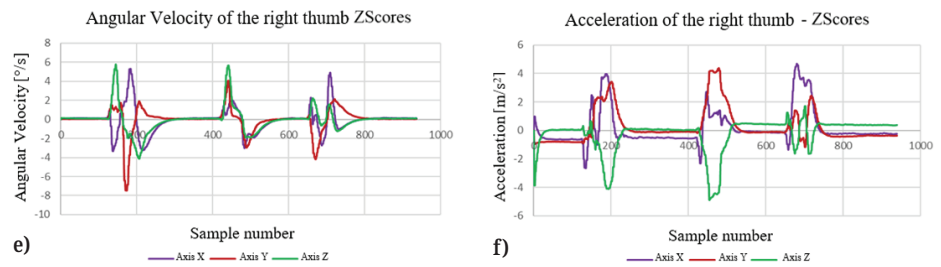 Angular Velocity of the right thumb ZScores
Angular Velocity [°/s]
8
6
4
2
0
-2
-4
-6
-8
-10
0
200
400
600
800
1000
Sample number
e)
Axis X
Axis Y
Axis Z
Acceleration of the right thumb - ZScores
Acceleration [m/s²]
6
4
2
0
-2
-4
-6
0
200
400
600
800
1000
Sample number
f)
Axis X
Axis Y
Axis Z